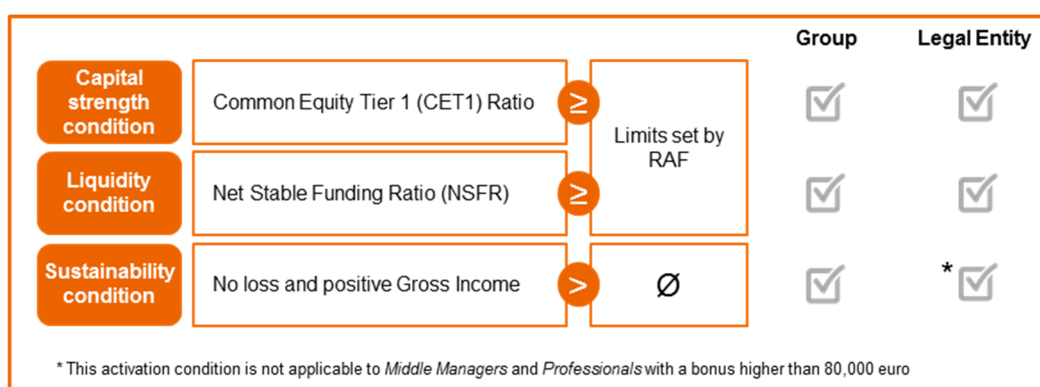 Group Legal Entity
Capital
strength
condition
Common Equity Tier 1 (CET1) Ratio
≥
Limits set by
RAF
Liquidity
condition
Net Stable Funding Ratio (NSFR)
≥
Sustainability
condition
No loss and positive Gross Income
>
Ø
*
* This activation condition is not applicable to Middle Managers and Professionals with a bonus higher than 80,000 euro